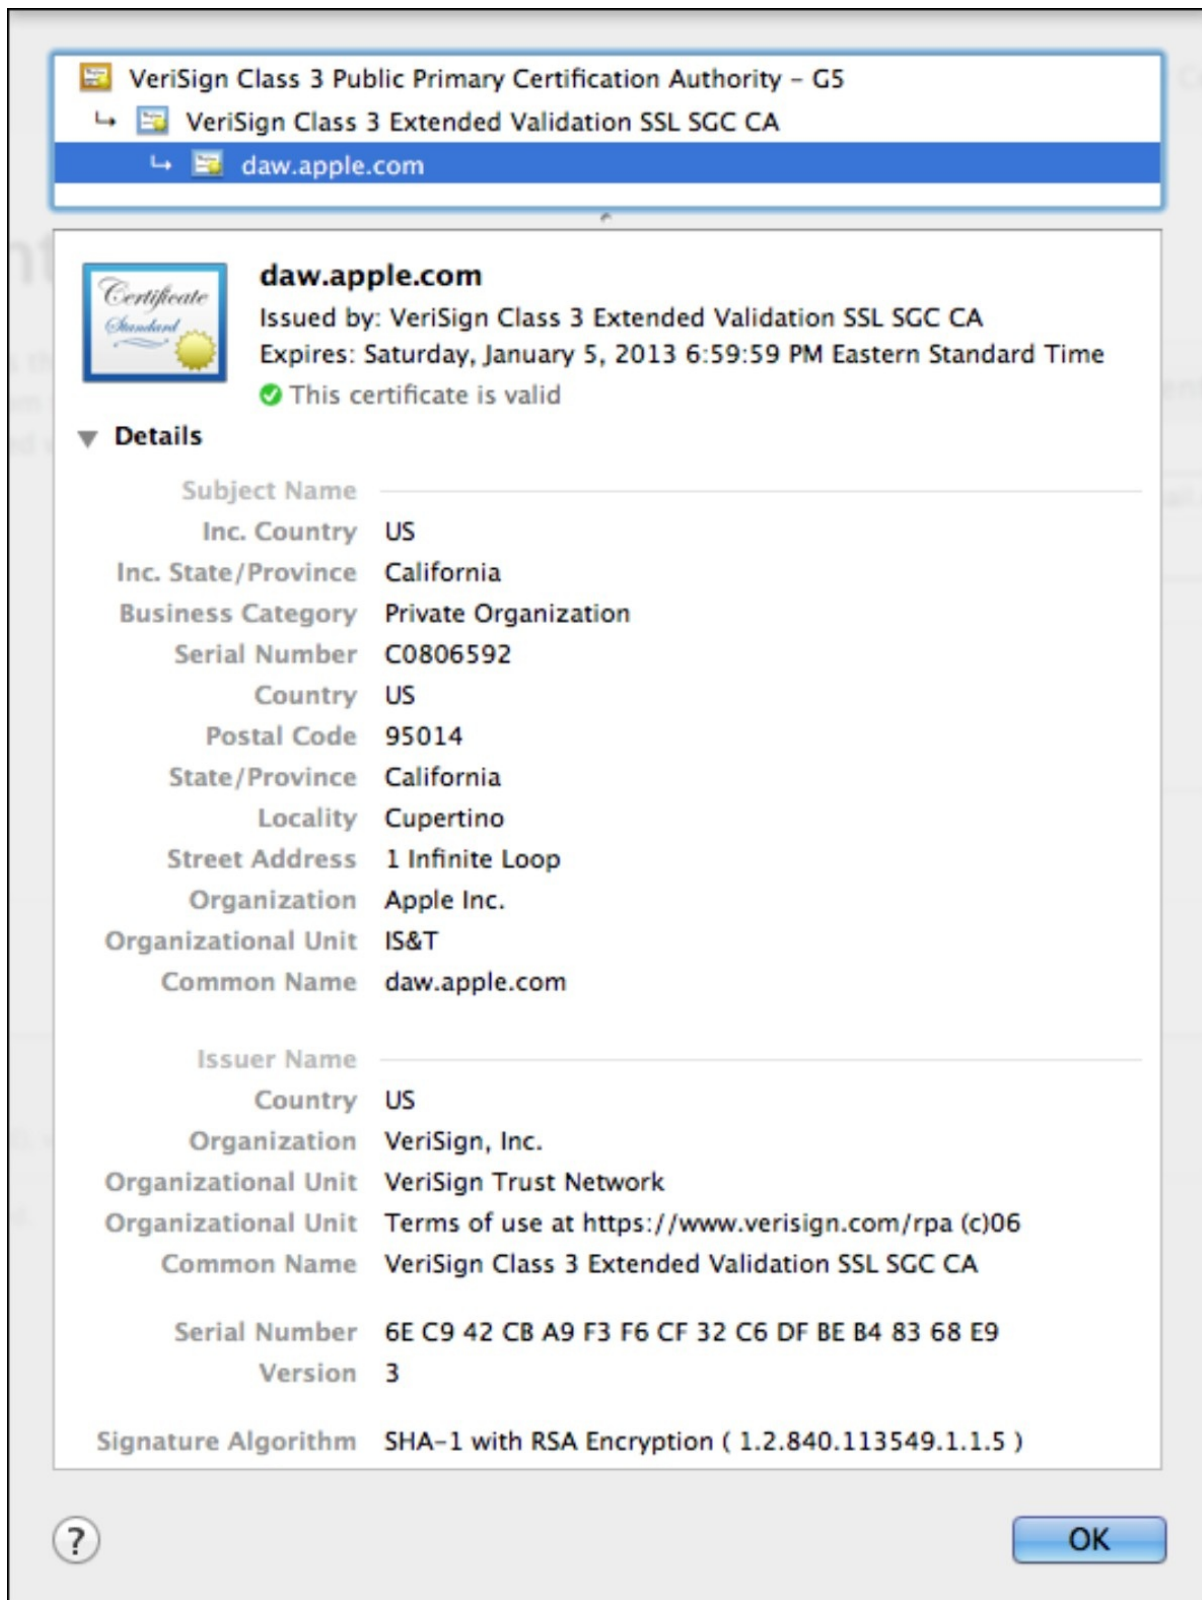 VeriSign Class 3 Public Primary Certification Authority – G5
VeriSign Class 3 Extended Validation SSL SGC CA
daw.apple.com
Certificate
Standard
daw.apple.com
Issued by: VeriSign Class 3 Extended Validation SSL SGC CA
Expires: Saturday, January 5, 2013 6:59:59 PM Eastern Standard Time
This certificate is valid
Details
Subject Name
Inc. Country US
Inc. State/Province California
Business Category Private Organization
Serial Number C0806592
Country US
Postal Code 95014
State/Province California
Locality Cupertino
Street Address 1 Infinite Loop
Organization Apple Inc.
Organizational Unit IS&T
Common Name daw.apple.com
Issuer Name
Country US
Organization VeriSign, Inc.
Organizational Unit VeriSign Trust Network
Organizational Unit Terms of use at https://www.verisign.com/rpa (c)06
Common Name VeriSign Class 3 Extended Validation SSL SGC CA
Serial Number 6E C9 42 CB A9 F3 F6 CF 32 C6 DF BE B4 83 68 E9
Version 3
Signature Algorithm SHA-1 with RSA Encryption ( 1.2.840.113549.1.1.5 )
?
OK